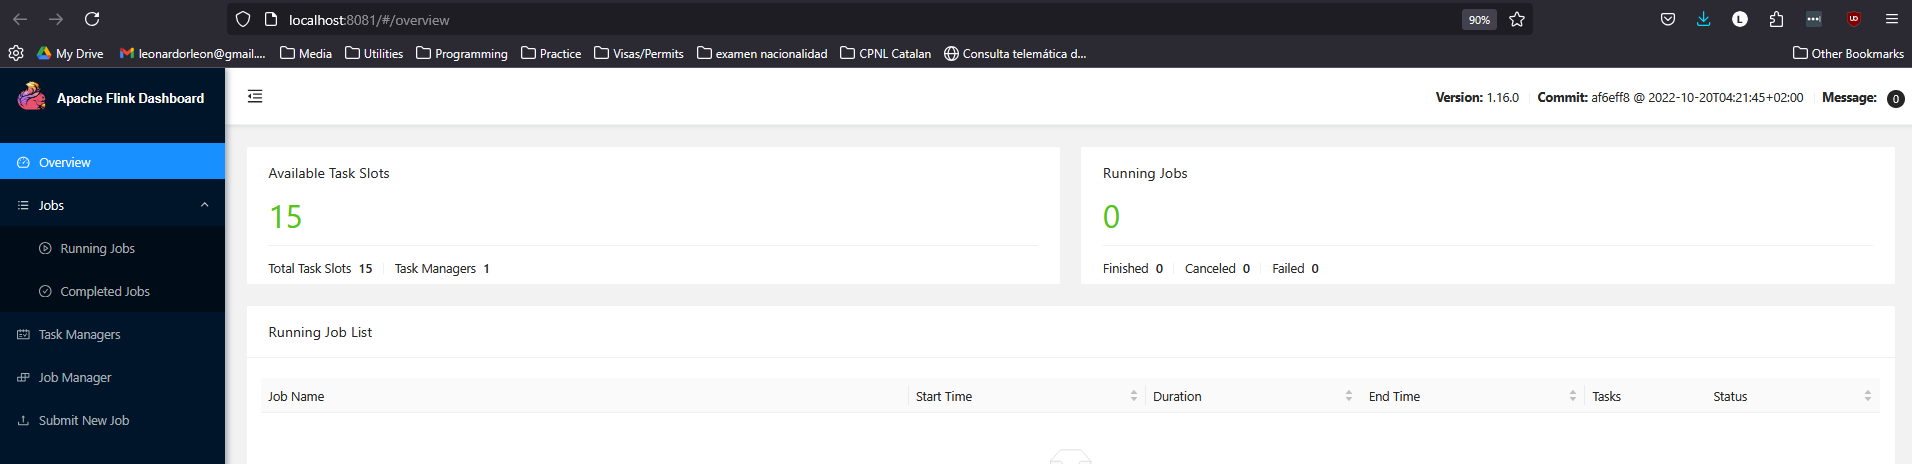 localhost:8081/#/overview 90%
My Drive leonardorleon@gmail.... Media Utilities Programming Practice Visas/Permits examen nacionalidad CPNL Catalan Consulta telemática d... Other Bookmarks
Apache Flink Dashboard
Version: 1.16.0 Commit: af6eff8 @ 2022-10-20T04:21:45+02:00 Message: 0
Overview
Jobs
Running Jobs
Completed Jobs
Task Managers
Job Manager
Submit New Job
Available Task Slots
15
Total Task Slots 15 Task Managers 1
Running Jobs
0
Finished 0 Canceled 0 Failed 0
Running Job List
Job Name Start Time Duration End Time Tasks Status